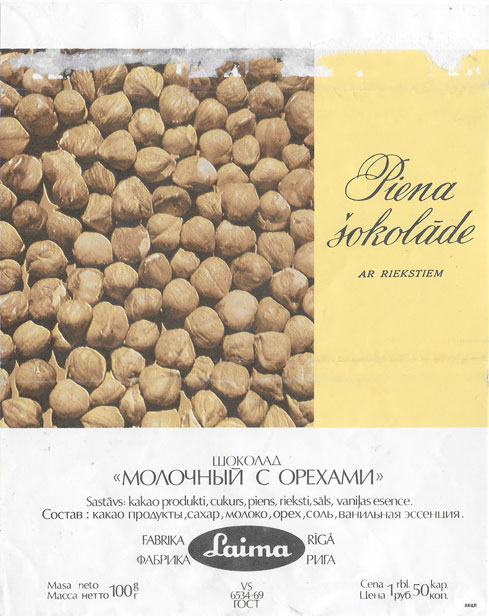 Piena
šokolāde
AR RIEKSTIEM
ШОКОЛАД
«МОЛОЧНЫЙ С ОРЕХАМИ»
Sastāvs: kakao produkti, cukurs, piens, rieksti, sāls, vaniļas esence.
Состав: какао продукты, сахар, молоко, орех, соль, ванильная эссенция.
FABRIKA Laima RĪGĀ
ФАБРИКА РИГА
Masa neto 100 g VS Cena 1 rbl. 50 kap.
Масса нетто 100 г 6534-69 Цена 1 руб. 50 коп.
ГОСТ